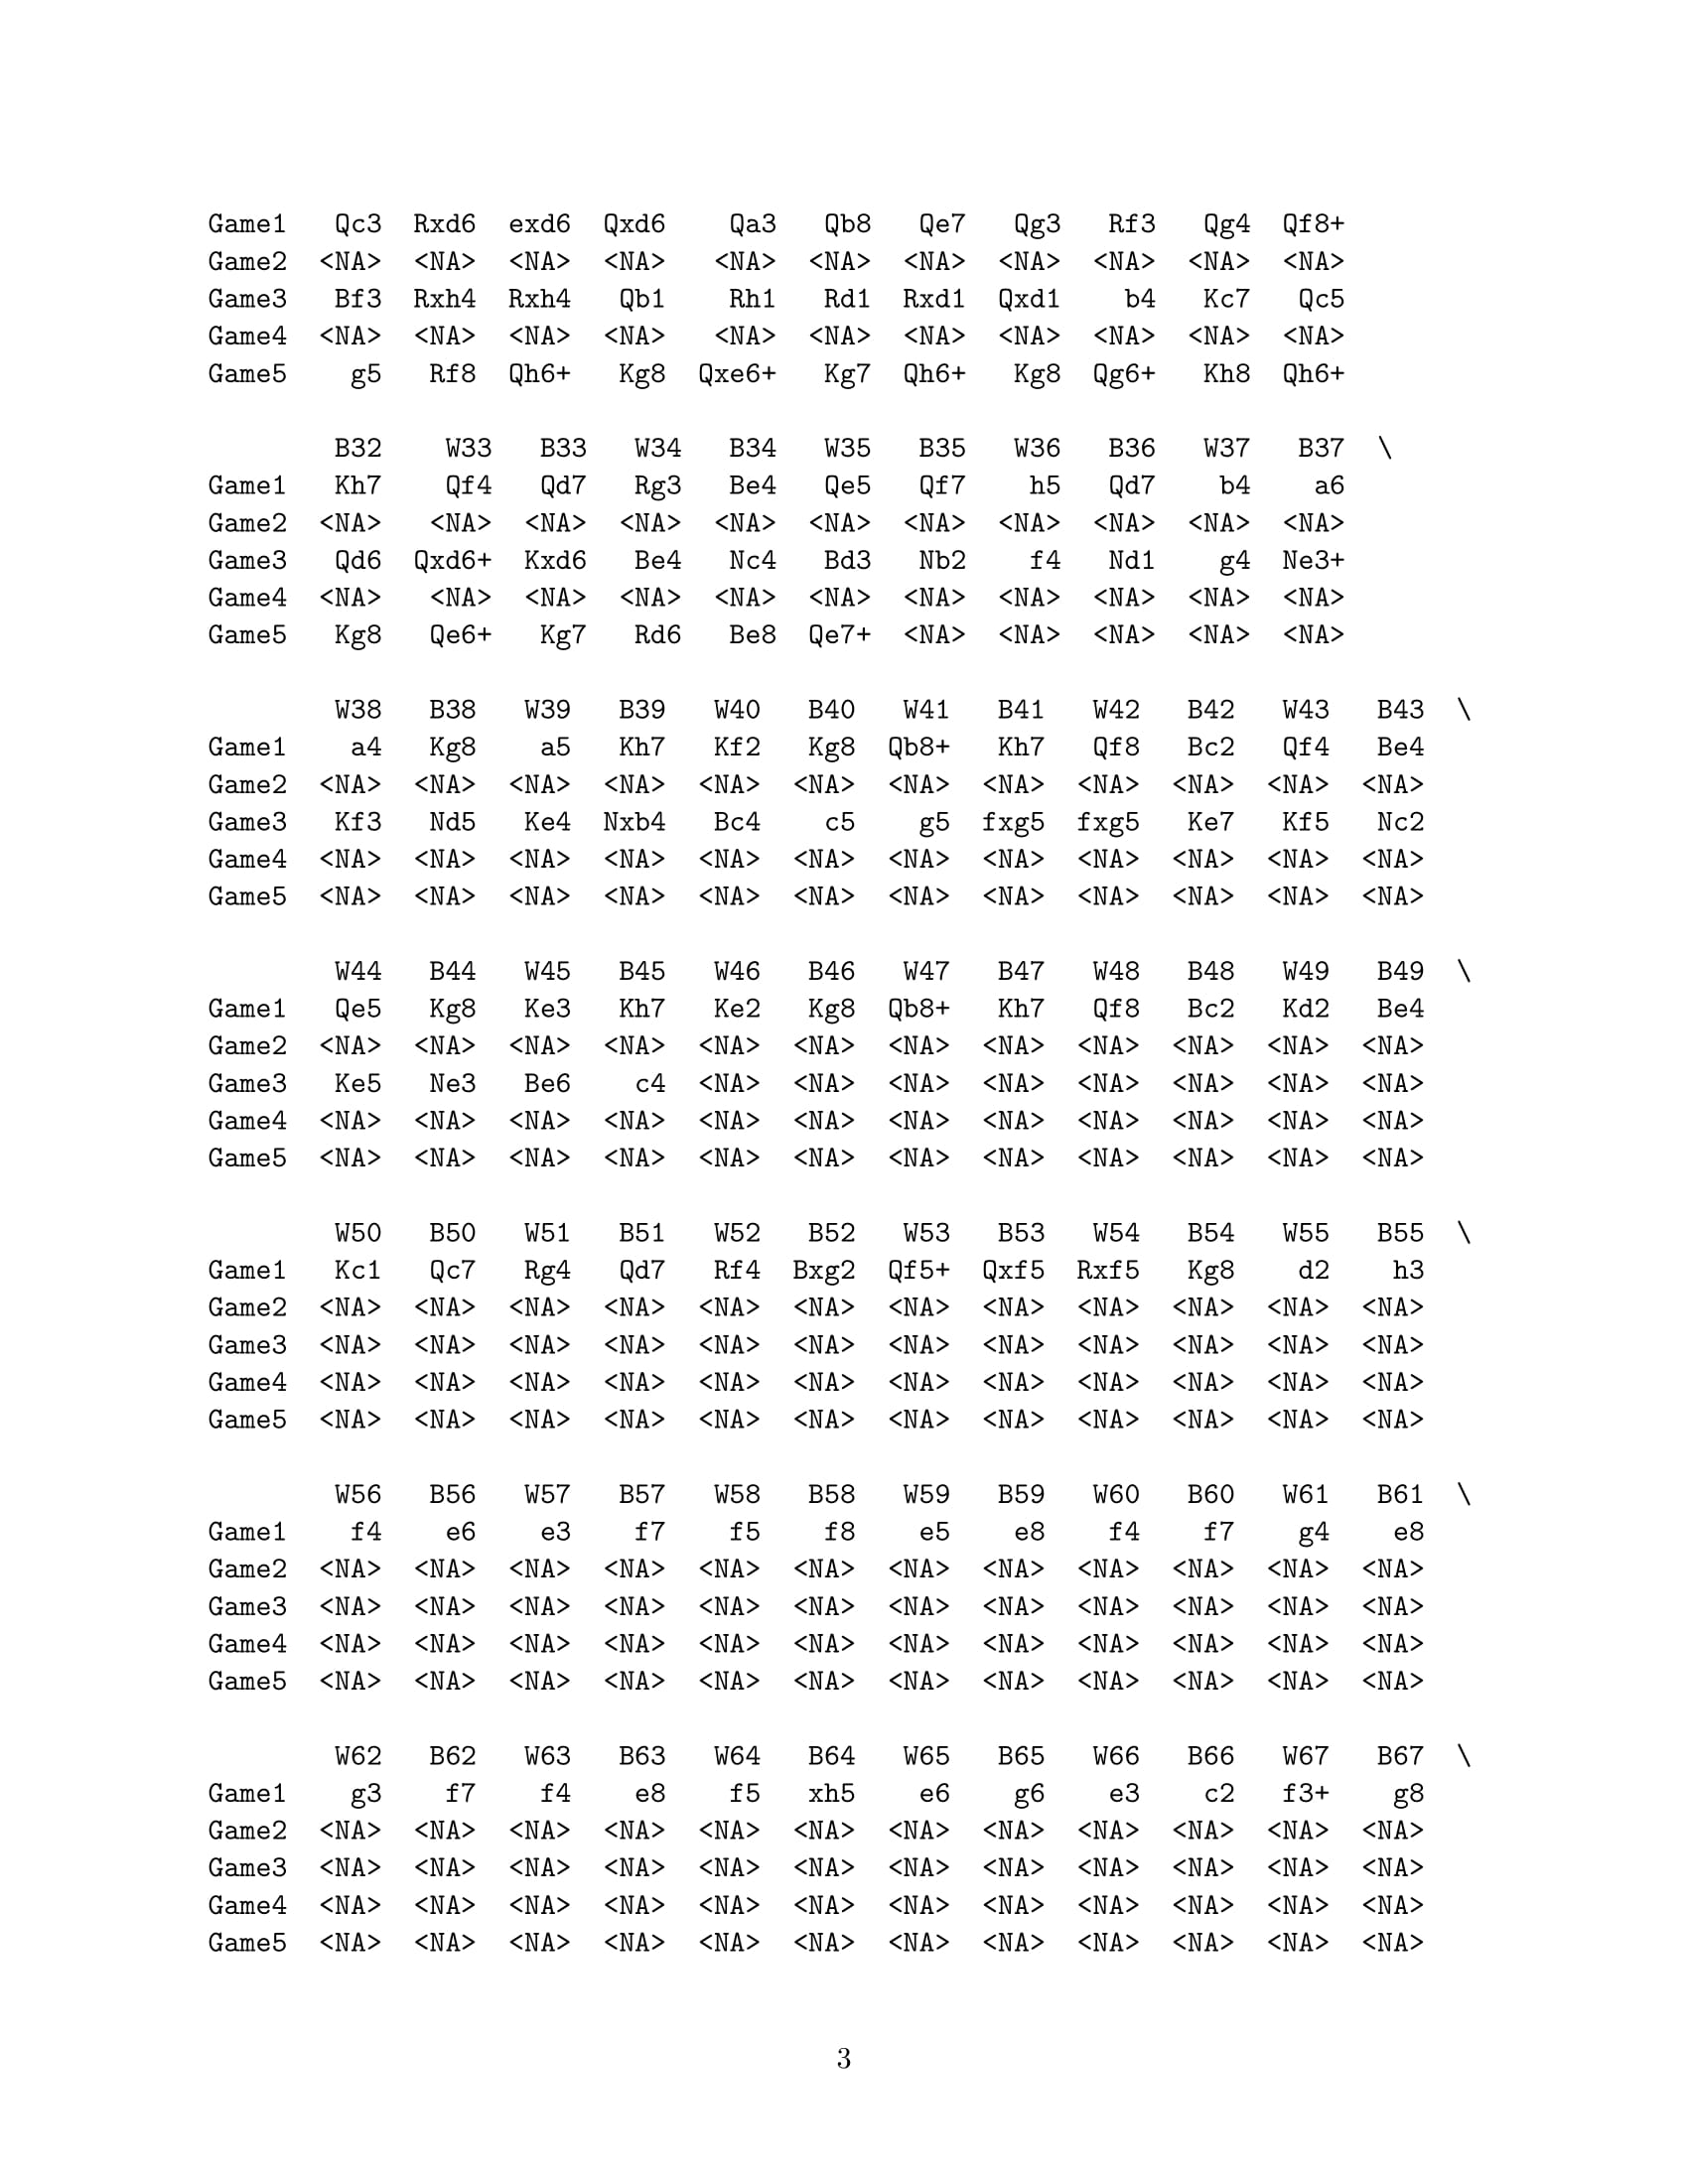 Game1 Qc3 Rxd6 exd6 Qxd6 Qa3 Qb8 Qe7 Qg3 Rf3 Qg4 Qf8+
Game2 <NA> <NA> <NA> <NA> <NA> <NA> <NA> <NA> <NA> <NA> <NA>
Game3 Bf3 Rxh4 Rxh4 Qb1 Rh1 Rd1 Rxd1 Qxd1 b4 Kc7 Qc5
Game4 <NA> <NA> <NA> <NA> <NA> <NA> <NA> <NA> <NA> <NA> <NA>
Game5 g5 Rf8 Qh6+ Kg8 Qxe6+ Kg7 Qh6+ Kg8 Qg6+ Kh8 Qh6+
B32 W33 B33 W34 B34 W35 B35 W36 B36 W37 B37 \
Game1 Kh7 Qf4 Qd7 Rg3 Be4 Qe5 Qf7 h5 Qd7 b4 a6
Game2 <NA> <NA> <NA> <NA> <NA> <NA> <NA> <NA> <NA> <NA> <NA>
Game3 Qd6 Qxd6+ Kxd6 Be4 Nc4 Bd3 Nb2 f4 Nd1 g4 Ne3+
Game4 <NA> <NA> <NA> <NA> <NA> <NA> <NA> <NA> <NA> <NA> <NA>
Game5 Kg8 Qe6+ Kg7 Rd6 Be8 Qe7+ <NA> <NA> <NA> <NA> <NA>
W38 B38 W39 B39 W40 B40 W41 B41 W42 B42 W43 B43 \
Game1 a4 Kg8 a5 Kh7 Kf2 Kg8 Qb8+ Kh7 Qf8 Bc2 Qf4 Be4
Game2 <NA> <NA> <NA> <NA> <NA> <NA> <NA> <NA> <NA> <NA> <NA> <NA>
Game3 Kf3 Nd5 Ke4 Nxb4 Bc4 c5 g5 fxg5 fxg5 Ke7 Kf5 Nc2
Game4 <NA> <NA> <NA> <NA> <NA> <NA> <NA> <NA> <NA> <NA> <NA> <NA>
Game5 <NA> <NA> <NA> <NA> <NA> <NA> <NA> <NA> <NA> <NA> <NA> <NA>
W44 B44 W45 B45 W46 B46 W47 B47 W48 B48 W49 B49 \
Game1 Qe5 Kg8 Ke3 Kh7 Ke2 Kg8 Qb8+ Kh7 Qf8 Bc2 Kd2 Be4
Game2 <NA> <NA> <NA> <NA> <NA> <NA> <NA> <NA> <NA> <NA> <NA> <NA>
Game3 Ke5 Ne3 Be6 c4 <NA> <NA> <NA> <NA> <NA> <NA> <NA> <NA>
Game4 <NA> <NA> <NA> <NA> <NA> <NA> <NA> <NA> <NA> <NA> <NA> <NA>
Game5 <NA> <NA> <NA> <NA> <NA> <NA> <NA> <NA> <NA> <NA> <NA> <NA>
W50 B50 W51 B51 W52 B52 W53 B53 W54 B54 W55 B55 \
Game1 Kc1 Qc7 Rg4 Qd7 Rf4 Bxg2 Qf5+ Qxf5 Rxf5 Kg8 d2 h3
Game2 <NA> <NA> <NA> <NA> <NA> <NA> <NA> <NA> <NA> <NA> <NA> <NA>
Game3 <NA> <NA> <NA> <NA> <NA> <NA> <NA> <NA> <NA> <NA> <NA> <NA>
Game4 <NA> <NA> <NA> <NA> <NA> <NA> <NA> <NA> <NA> <NA> <NA> <NA>
Game5 <NA> <NA> <NA> <NA> <NA> <NA> <NA> <NA> <NA> <NA> <NA> <NA>
W56 B56 W57 B57 W58 B58 W59 B59 W60 B60 W61 B61 \
Game1 f4 e6 e3 f7 f5 f8 e5 e8 f4 f7 g4 e8
Game2 <NA> <NA> <NA> <NA> <NA> <NA> <NA> <NA> <NA> <NA> <NA> <NA>
Game3 <NA> <NA> <NA> <NA> <NA> <NA> <NA> <NA> <NA> <NA> <NA> <NA>
Game4 <NA> <NA> <NA> <NA> <NA> <NA> <NA> <NA> <NA> <NA> <NA> <NA>
Game5 <NA> <NA> <NA> <NA> <NA> <NA> <NA> <NA> <NA> <NA> <NA> <NA>
W62 B62 W63 B63 W64 B64 W65 B65 W66 B66 W67 B67 \
Game1 g3 f7 f4 e8 f5 xh5 e6 g6 e3 c2 f3+ g8
Game2 <NA> <NA> <NA> <NA> <NA> <NA> <NA> <NA> <NA> <NA> <NA> <NA>
Game3 <NA> <NA> <NA> <NA> <NA> <NA> <NA> <NA> <NA> <NA> <NA> <NA>
Game4 <NA> <NA> <NA> <NA> <NA> <NA> <NA> <NA> <NA> <NA> <NA> <NA>
Game5 <NA> <NA> <NA> <NA> <NA> <NA> <NA> <NA> <NA> <NA> <NA> <NA>
3